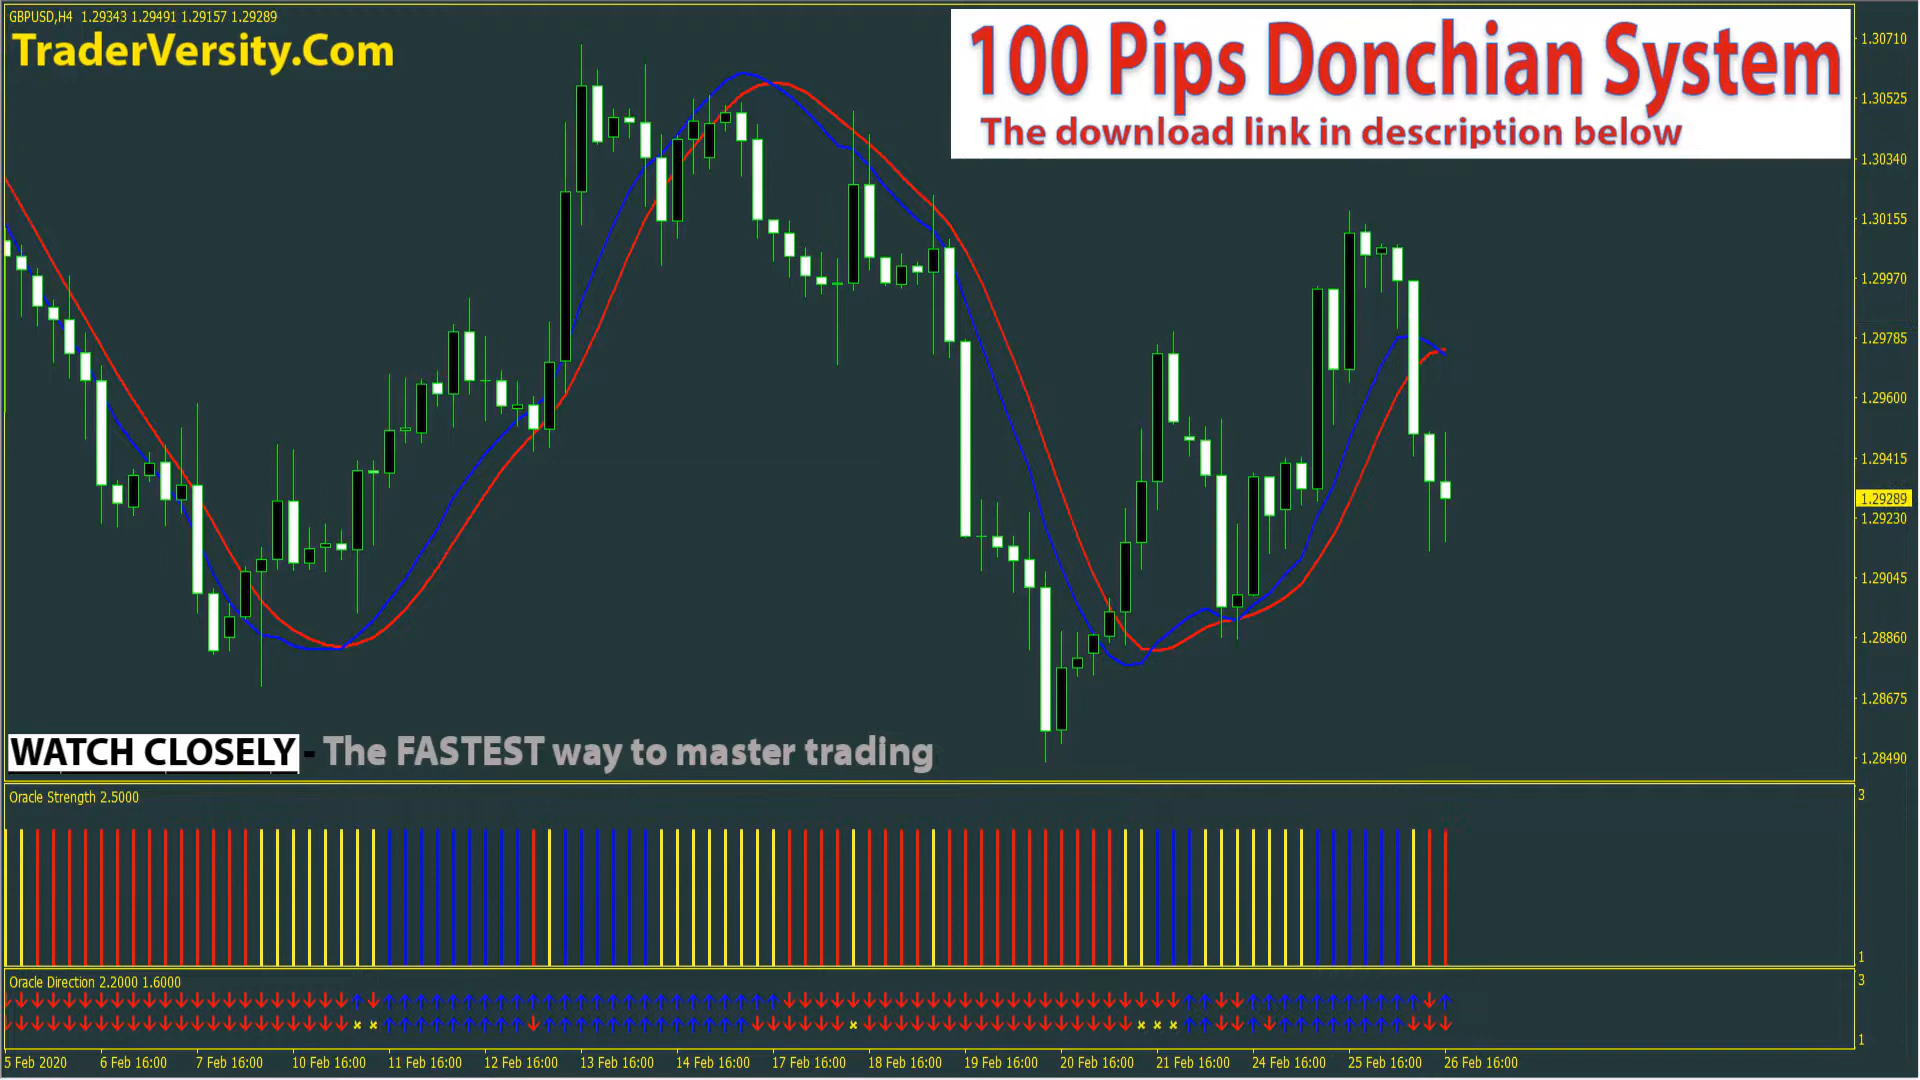 GBPUSD,H4 1.29343 1.29491 1.29157 1.29289
TraderVersity.Com
100 Pips Donchian System
The download link in description below
1.30710
1.30525
1.30340
1.30155
1.29970
1.29785
1.29600
1.29415
1.29289
1.29230
1.29045
1.28860
1.28675
1.28490
WATCH CLOSELY - The FASTEST way to master trading
Oracle Strength 2.5000
3
1
Oracle Direction 2.2000 1.6000
3
1
5 Feb 2020 6 Feb 16:00 7 Feb 16:00 10 Feb 16:00 11 Feb 16:00 12 Feb 16:00 13 Feb 16:00 14 Feb 16:00 17 Feb 16:00 18 Feb 16:00 19 Feb 16:00 20 Feb 16:00 21 Feb 16:00 24 Feb 16:00 25 Feb 16:00 26 Feb 16:00